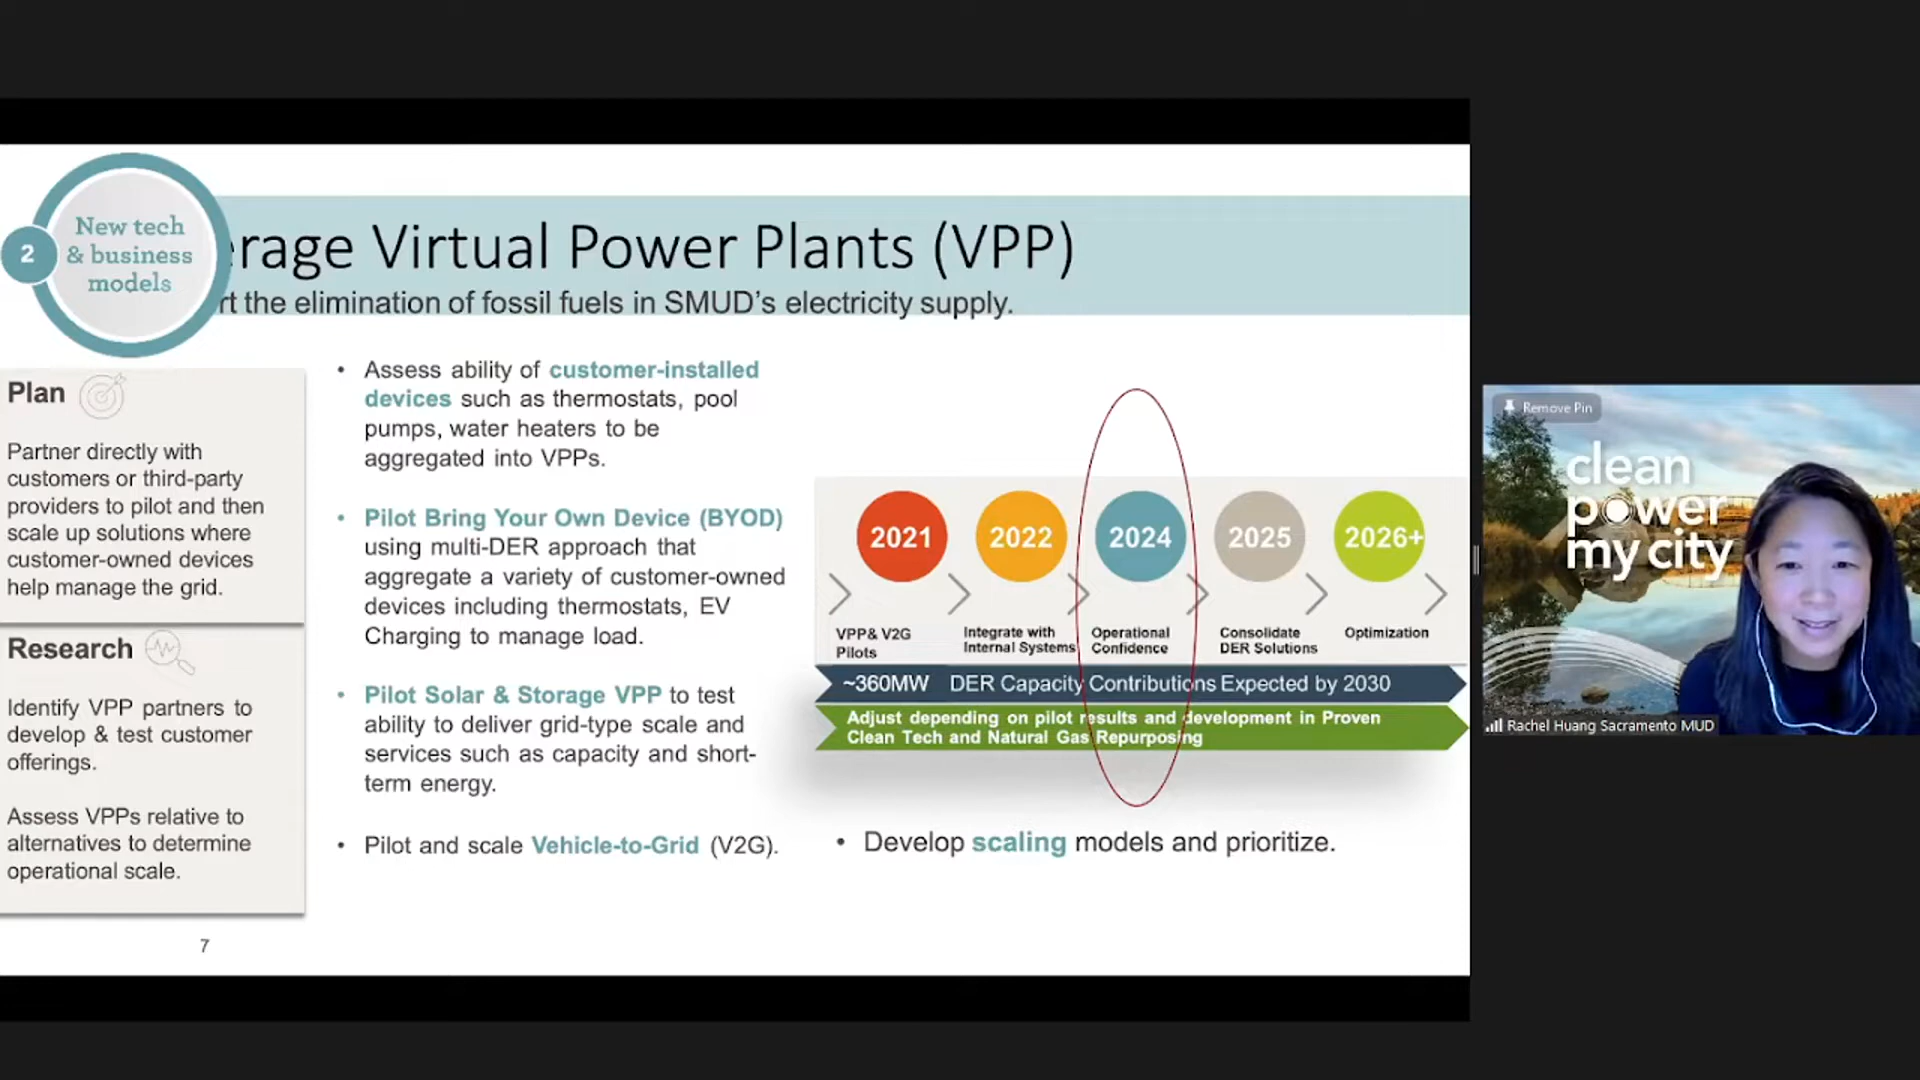 New tech
& business
models
2
erage Virtual Power Plants (VPP)
rt the elimination of fossil fuels in SMUD's electricity supply.
Plan
Partner directly with
customers or third-party
providers to pilot and then
scale up solutions where
customer-owned devices
help manage the grid.
Research
Identify VPP partners to
develop & test customer
offerings.
Assess VPPs relative to
alternatives to determine
operational scale.
7
• Assess ability of customer-installed
devices such as thermostats, pool
pumps, water heaters to be
aggregated into VPPs.
• Pilot Bring Your Own Device (BYOD)
using multi-DER approach that
aggregate a variety of customer-owned
devices including thermostats, EV
Charging to manage load.
• Pilot Solar & Storage VPP to test
ability to deliver grid-type scale and
services such as capacity and short-
term energy.
• Pilot and scale Vehicle-to-Grid (V2G).
2021
2022
2024
2025
2026+
VPP& V2G
Pilots
Integrate with
Internal Systems
Operational
Confidence
Consolidate
DER Solutions
Optimization
~360MW DER Capacity Contributions Expected by 2030
Adjust depending on pilot results and development in Proven
Clean Tech and Natural Gas Repurposing
• Develop scaling models and prioritize.
Remove Pin
clean
power
my city
Rachel Huang Sacramento MUD